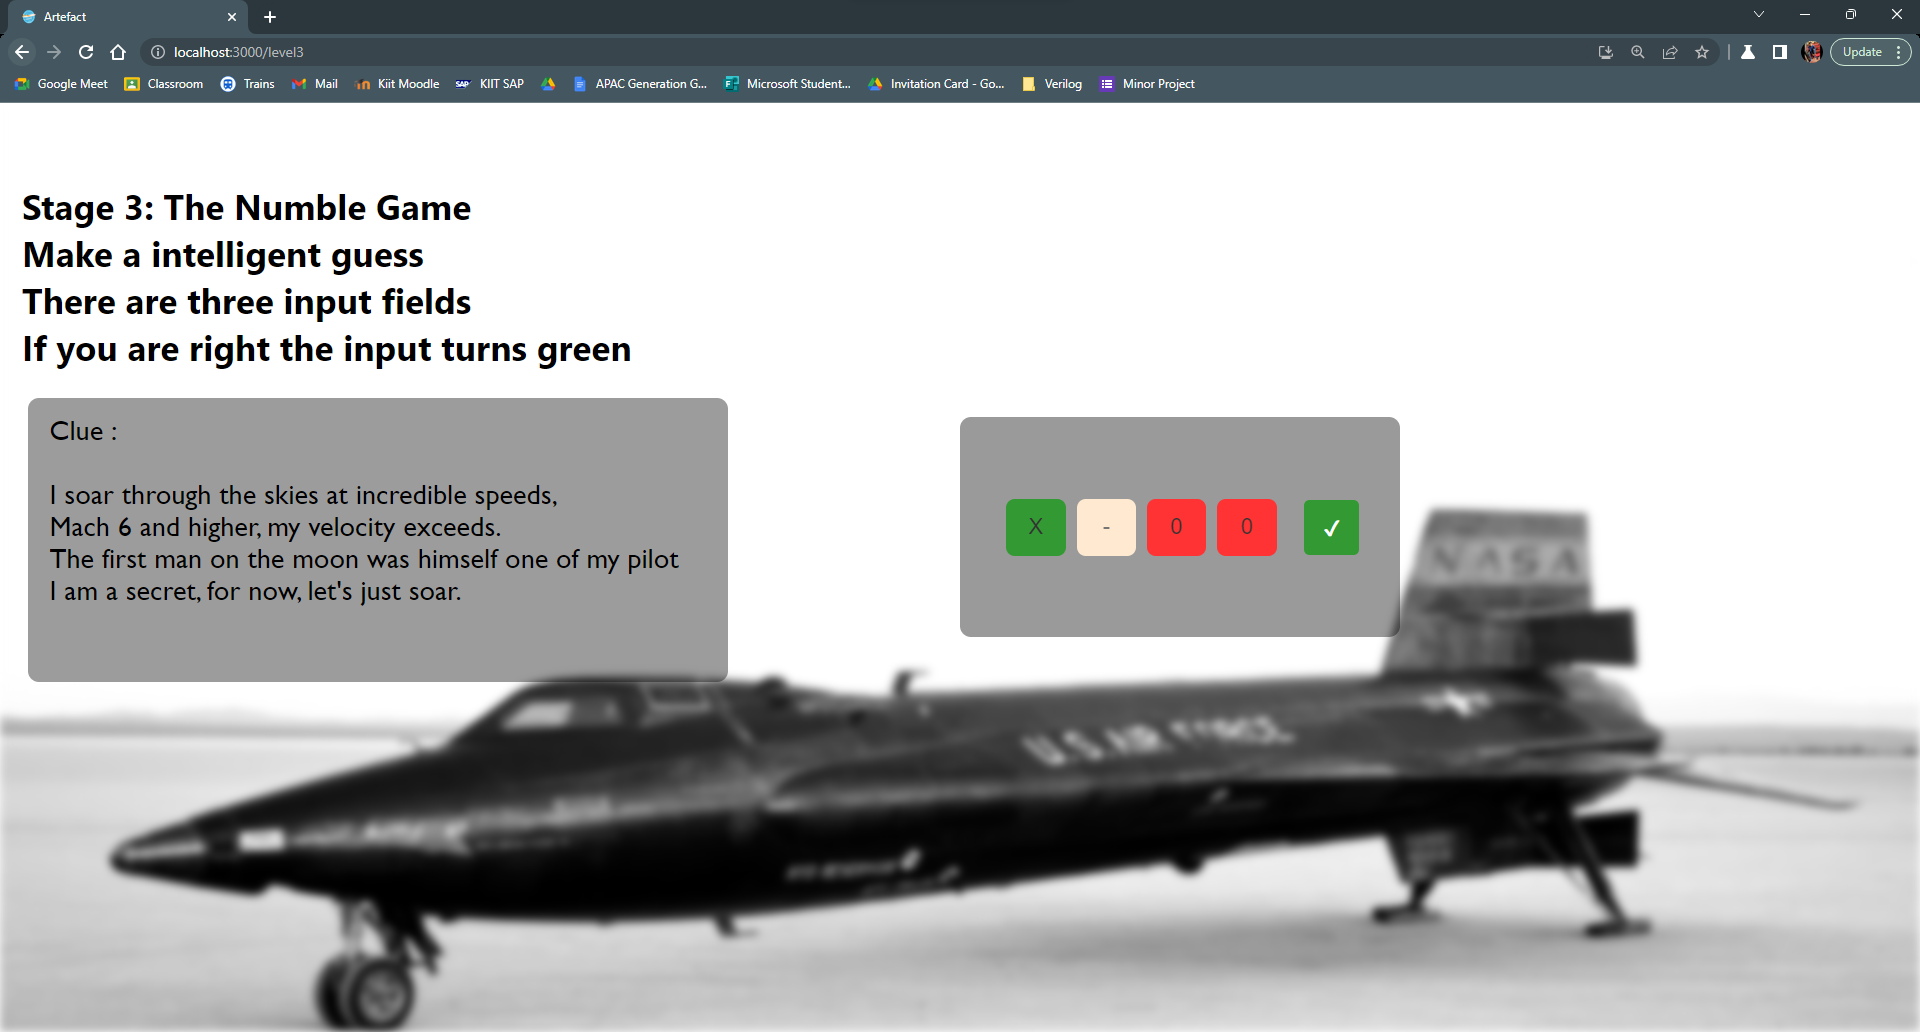 Artefact
localhost:3000/level3
Update
Google Meet
Classroom
Trains
Mail
Kiit Moodle
SAP
KIIT SAP
APAC Generation G...
Microsoft Student...
Invitation Card - Go...
Verilog
Minor Project
Stage 3: The Numble Game
Make a intelligent guess
There are three input fields
If you are right the input turns green
Clue :
I soar through the skies at incredible speeds,
Mach 6 and higher, my velocity exceeds.
The first man on the moon was himself one of my pilot
I am a secret, for now, let's just soar.
X - 0 0 ✓
NASA
U.S. AIR FORCE